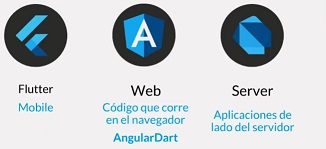 Flutter
Mobile
Web
Código que corre
en el navegador
AngularDart
Server
Aplicaciones de
lado del servidor